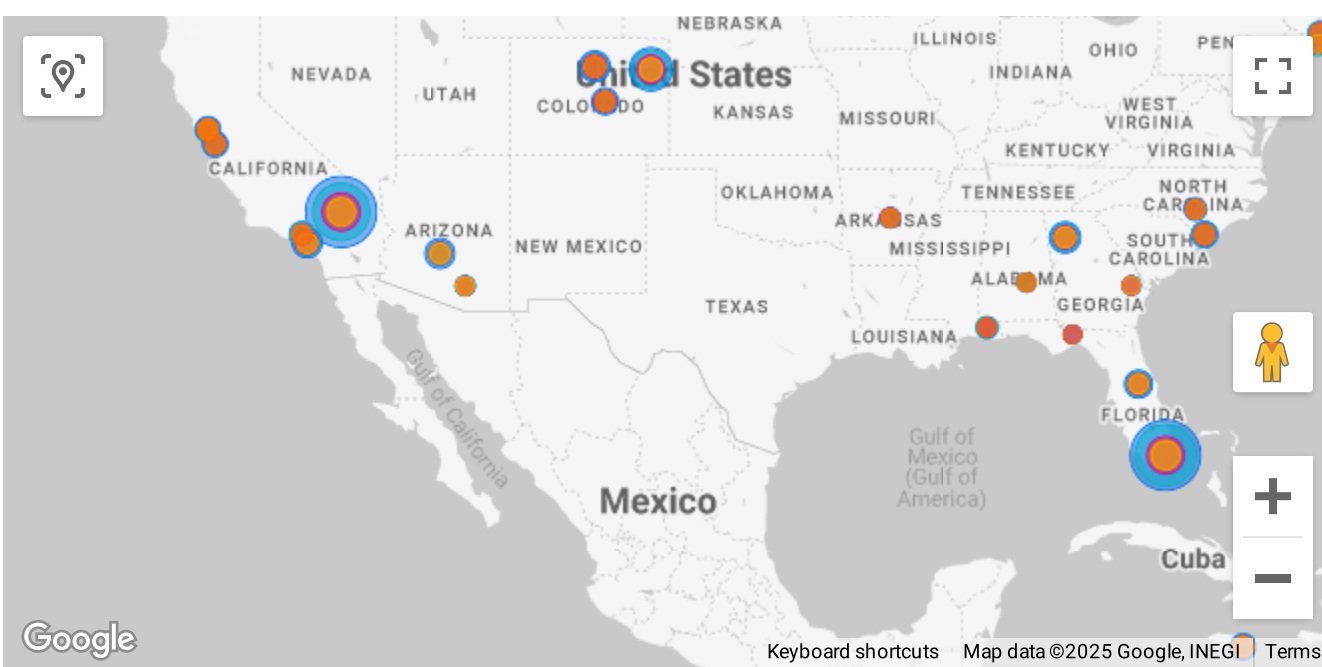 NEBRASKA
ILLINOIS
OHIO
PEN
NEVADA
United States
INDIANA
UTAH
COLORADO
KANSAS
MISSOURI
WEST
VIRGINIA
KENTUCKY
VIRGINIA
CALIFORNIA
OKLAHOMA
TENNESSEE
NORTH
CAROLINA
ARKANSAS
ARIZONA
NEW MEXICO
MISSISSIPPI
SOUTH
CAROLINA
ALABAMA
TEXAS
GEORGIA
LOUISIANA
Gulf of California
FLORIDA
Gulf of
Mexico
(Gulf of
America)
Mexico
Cuba
Google
Keyboard shortcuts
Map data ©2025 Google, INEGI
Terms